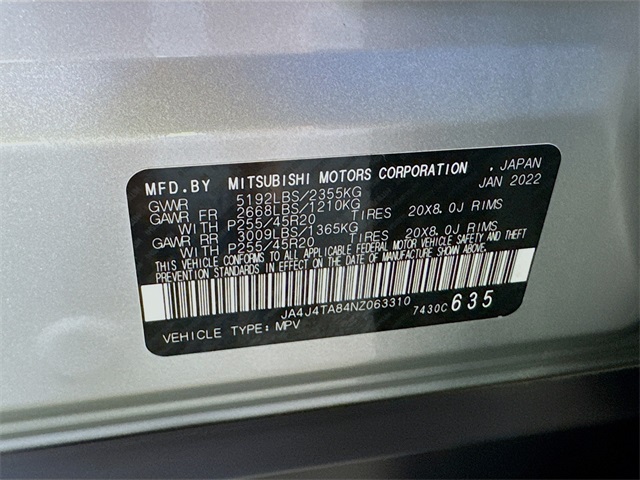 MFD.BY MITSUBISHI MOTORS CORPORATION , JAPAN
GVWR 5192LBS/2355KG JAN 2022
GAWR FR 2668LBS/1210KG
WITH P255/45R20 TIRES 20X8.0J RIMS
GAWR RR 3009LBS/1365KG
WITH P255/45R20 TIRES 20X8.0J RIMS
THIS VEHICLE CONFORMS TO ALL APPLICABLE FEDERAL MOTOR VEHICLE SAFETY AND THEFT
PREVENTION STANDARDS IN EFFECT ON THE DATE OF MANUFACTURE SHOWN ABOVE.
JA4J4TA84NZ063310 7430C 635
VEHICLE TYPE: MPV